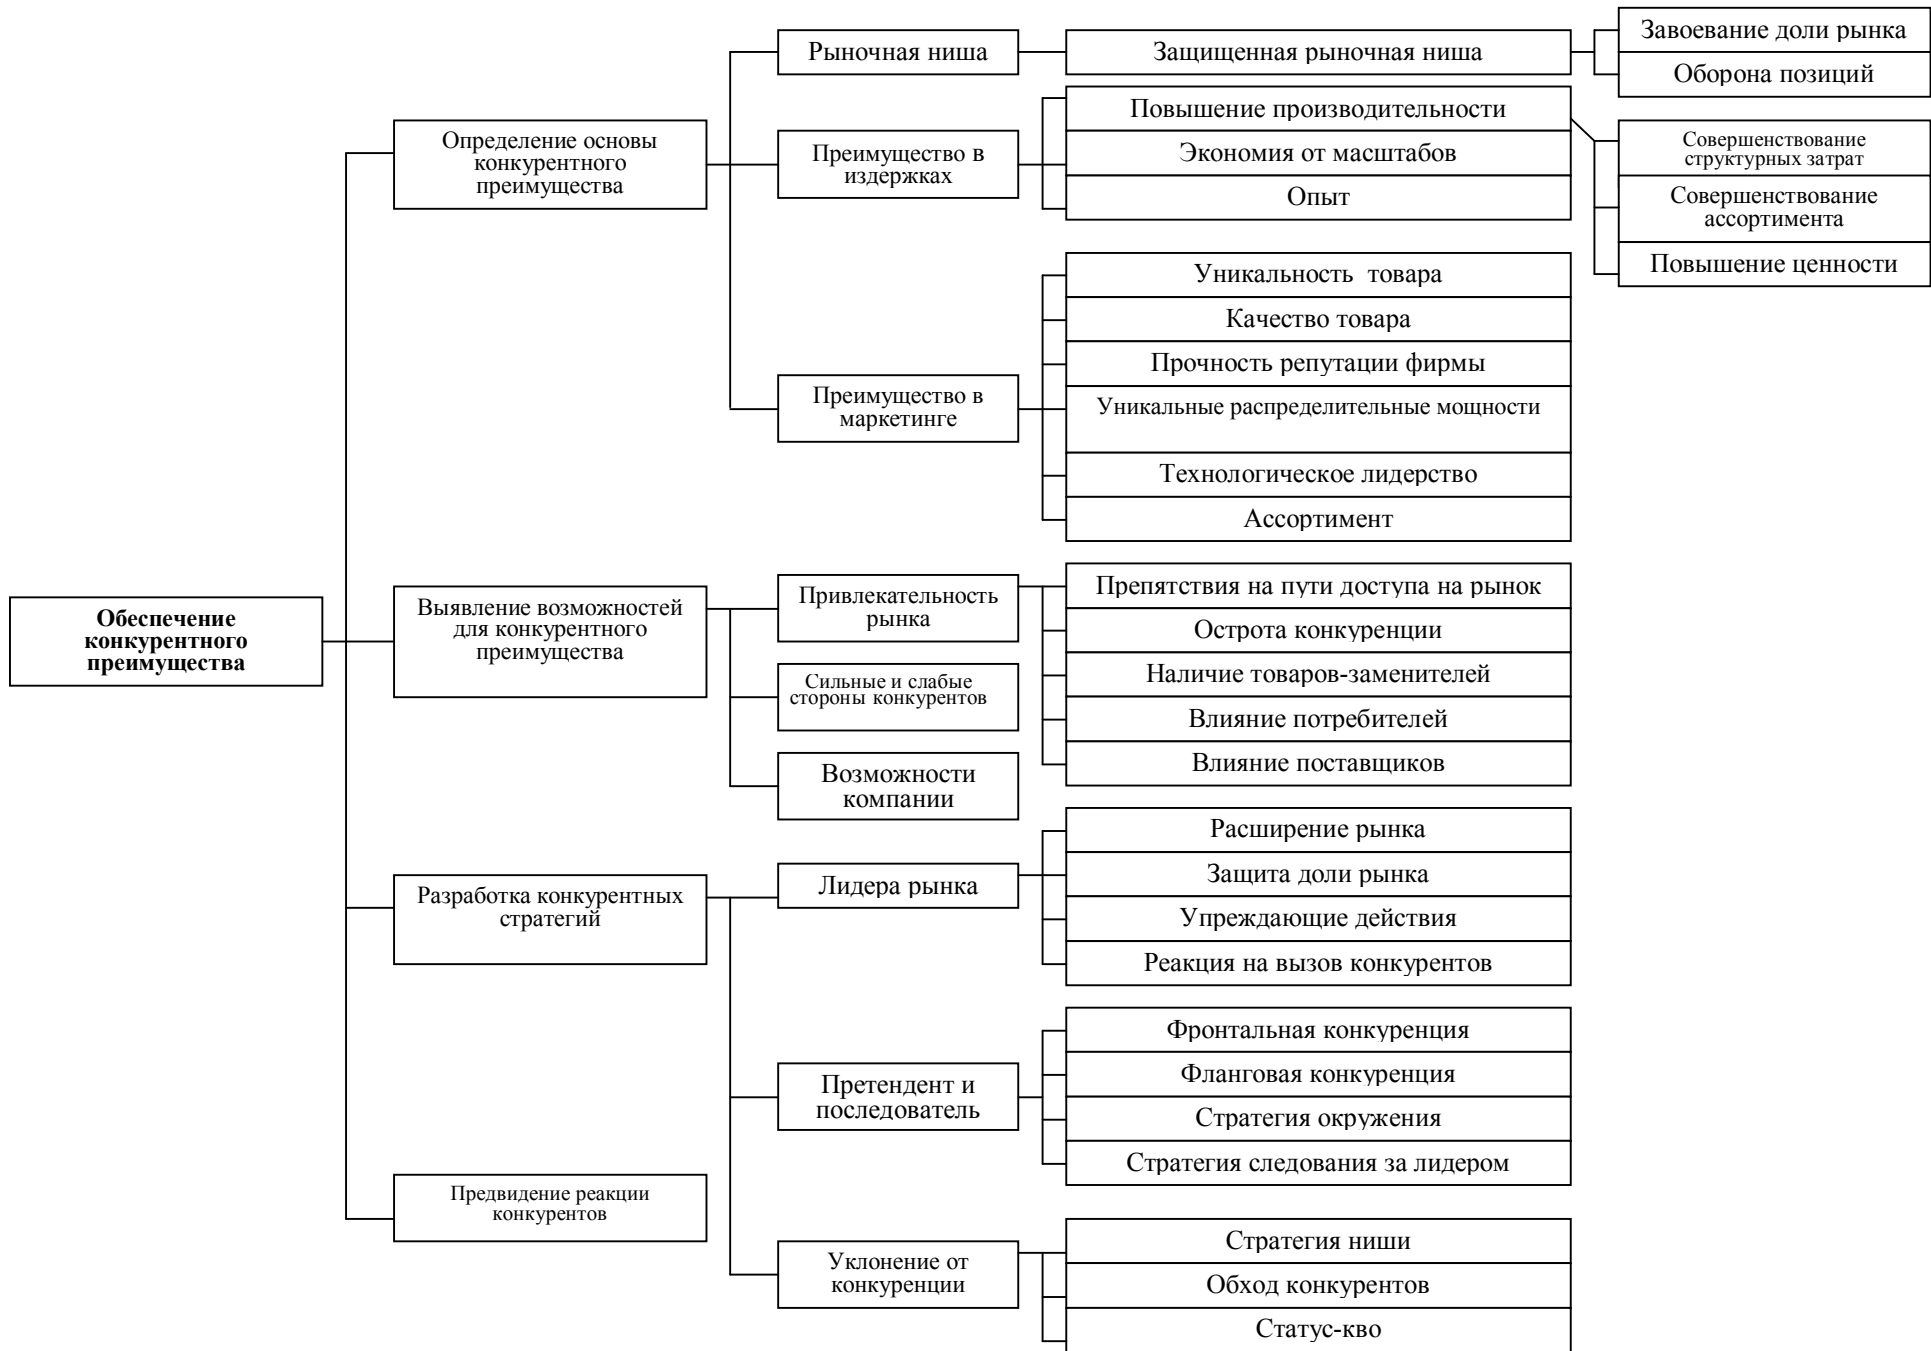 Обеспечение
конкурентного
преимущества
Определение основы
конкурентного
преимущества
Рыночная ниша
Защищенная рыночная ниша
Завоевание доли рынка
Оборона позиций
Преимущество в
издержках
Повышение производительности
Экономия от масштабов
Опыт
Совершенствование
структурных затрат
Совершенствование
ассортимента
Повышение ценности
Преимущество в
маркетинге
Уникальность товара
Качество товара
Прочность репутации фирмы
Уникальные распределительные мощности
Технологическое лидерство
Ассортимент
Выявление возможностей
для конкурентного
преимущества
Привлекательность
рынка
Препятствия на пути доступа на рынок
Острота конкуренции
Наличие товаров-заменителей
Влияние потребителей
Влияние поставщиков
Сильные и слабые
стороны конкурентов
Возможности
компании
Разработка конкурентных
стратегий
Лидера рынка
Расширение рынка
Защита доли рынка
Упреждающие действия
Реакция на вызов конкурентов
Претендент и
последователь
Фронтальная конкуренция
Фланговая конкуренция
Стратегия окружения
Стратегия следования за лидером
Уклонение от
конкуренции
Стратегия ниши
Обход конкурентов
Статус-кво
Предвидение реакции
конкурентов